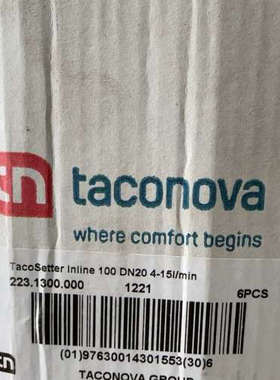 taconova
where comfort begins
TacoSetter Inline 100 DN20 4-15l/min
223.1300.000 1221 6PCS
(01)97630014301553(30)6
TACONOVA GROUP